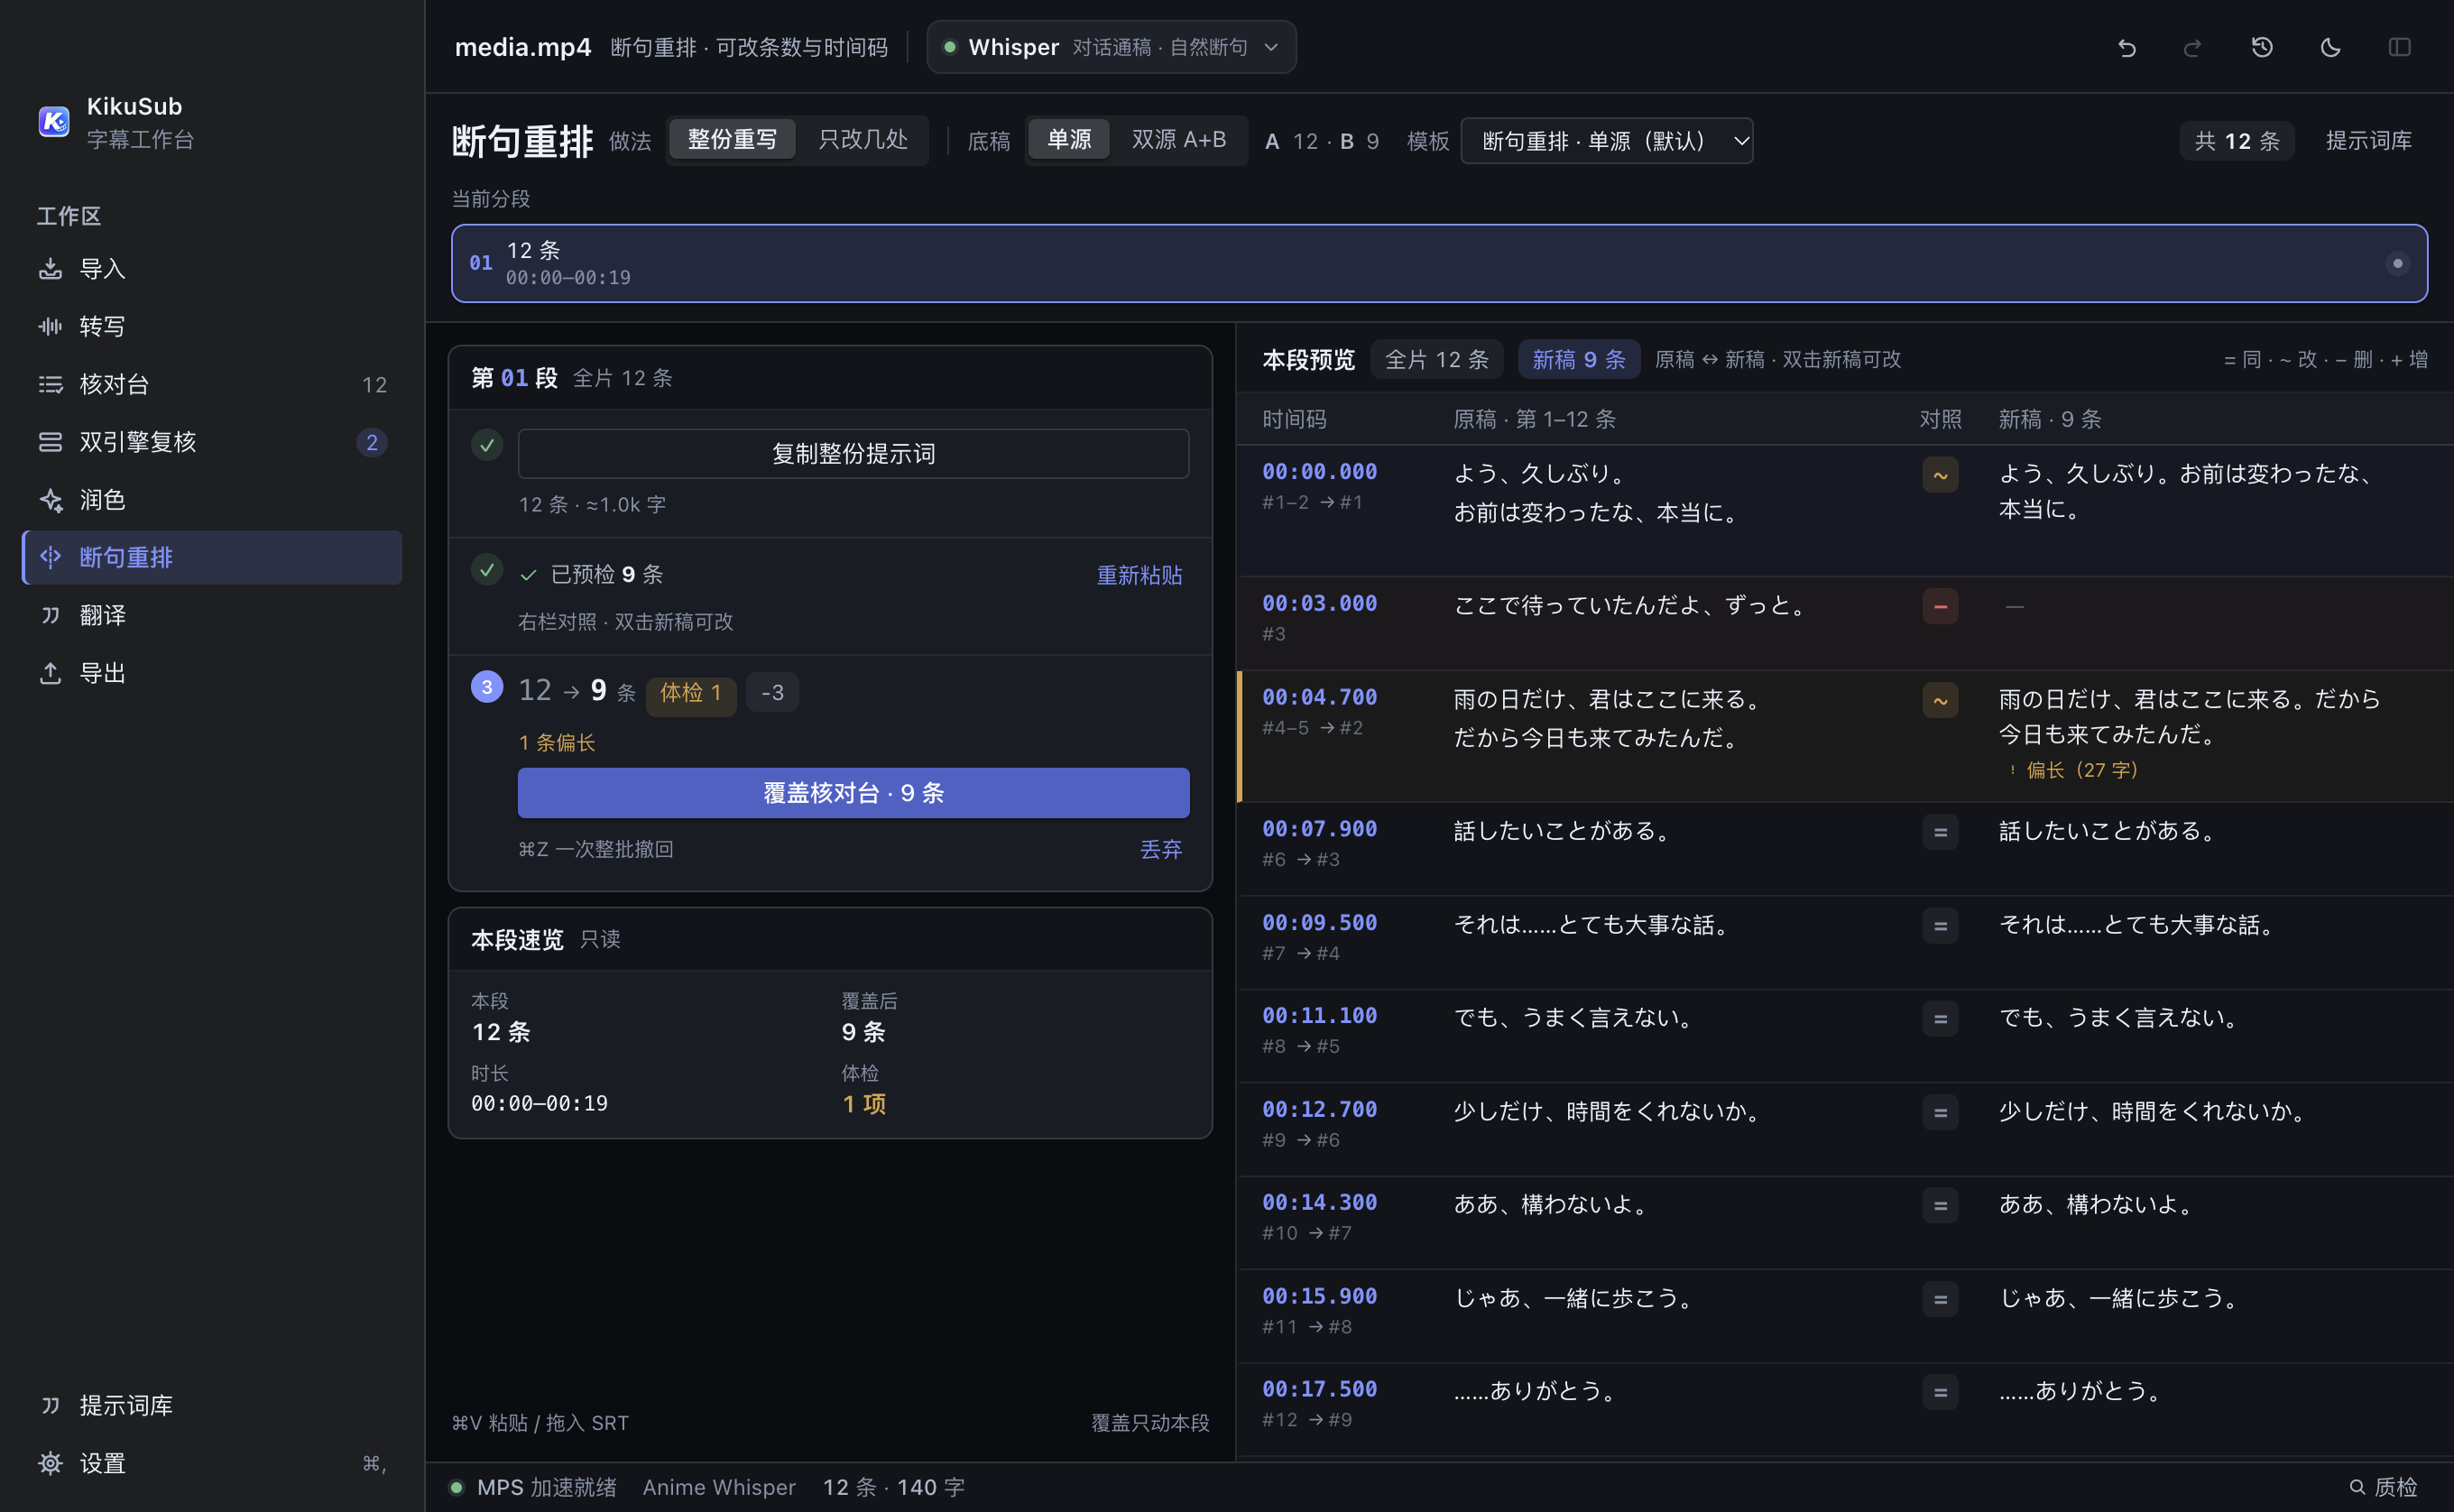 KikuSub
字幕工作台
工作区
导入
转写
核对台 12
双引擎复核 2
润色
断句重排
翻译
导出
提示词库
设置 ⌘,
media.mp4 断句重排 · 可改条数与时间码 Whisper 对话通稿 · 自然断句
断句重排 做法 整份重写 只改几处 底稿 单源 双源 A+B A 12 · B 9 模板 断句重排 · 单源（默认） 共 12 条 提示词库
当前分段
01 12 条
00:00–00:19
第 01 段 全片 12 条
复制整份提示词
12 条 · ≈1.0k 字
已预检 9 条 重新粘贴
右栏对照 · 双击新稿可改
3 12 → 9 条 体检 1 -3
1 条偏长
覆盖核对台 · 9 条
⌘Z 一次整批撤回 丢弃
本段速览 只读
本段 覆盖后
12 条 9 条
时长 体检
00:00–00:19 1 项
⌘V 粘贴 / 拖入 SRT 覆盖只动本段
本段预览 全片 12 条 新稿 9 条 原稿 ↔ 新稿 · 双击新稿可改 = 同 · ~ 改 · − 删 · + 增
时间码 原稿 · 第 1–12 条 对照 新稿 · 9 条
00:00.000 よう、久しぶり。 ~ よう、久しぶり。お前は変わったな、
#1–2 →#1 お前は変わったな、本当に。 本当に。
00:03.000 ここで待っていたんだよ、ずっと。 − —
#3
00:04.700 雨の日だけ、君はここに来る。 ~ 雨の日だけ、君はここに来る。だから
#4–5 →#2 だから今日も来てみたんだ。 今日も来てみたんだ。
! 偏长（27 字）
00:07.900 話したいことがある。 = 話したいことがある。
#6 →#3
00:09.500 それは……とても大事な話。 = それは……とても大事な話。
#7 →#4
00:11.100 でも、うまく言えない。 = でも、うまく言えない。
#8 →#5
00:12.700 少しだけ、時間をくれないか。 = 少しだけ、時間をくれないか。
#9 →#6
00:14.300 ああ、構わないよ。 = ああ、構わないよ。
#10 →#7
00:15.900 じゃあ、一緒に歩こう。 = じゃあ、一緒に歩こう。
#11 →#8
00:17.500 ……ありがとう。 = ……ありがとう。
#12 →#9
MPS 加速就绪 Anime Whisper 12 条 · 140 字 质检